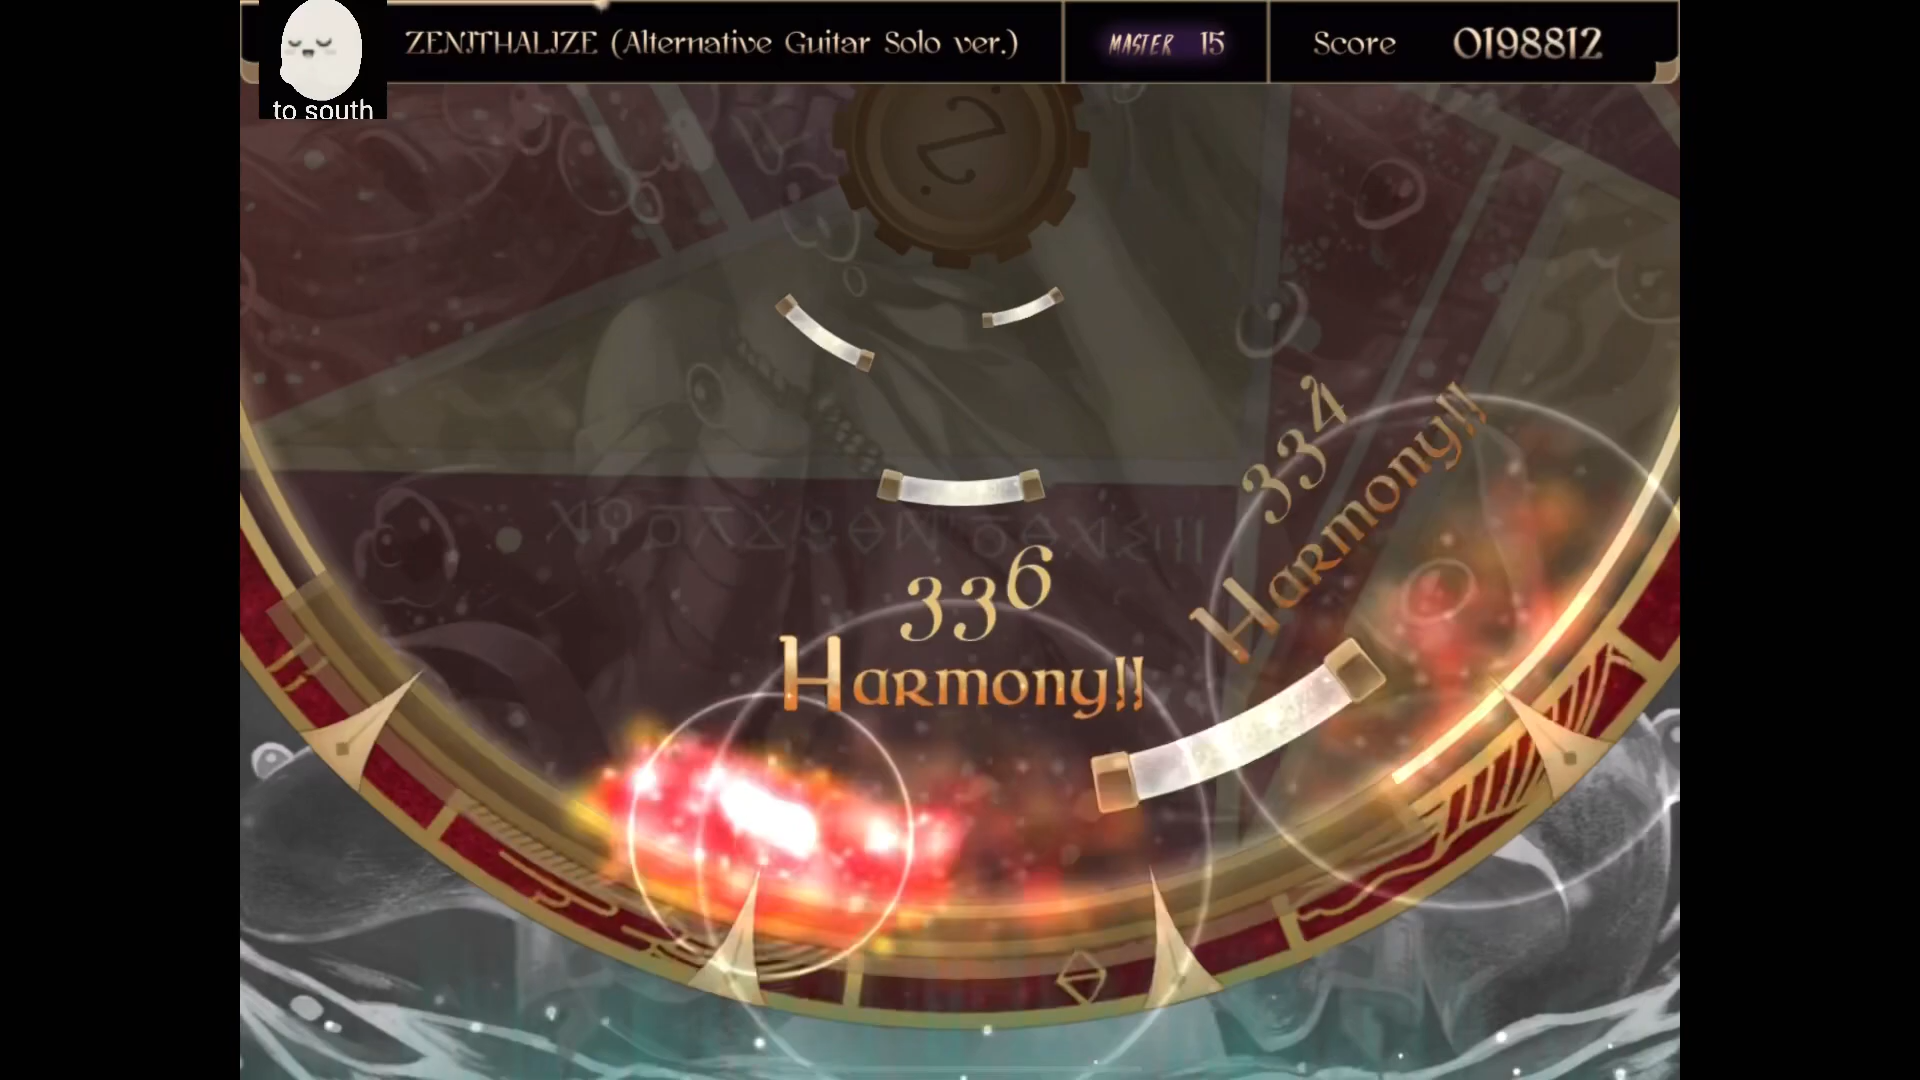 ZENITHALIZE (Alternative Guitar Solo ver.)
MASTER 15
Score 0198812
to south
334
Harmony!!
336
Harmony!!